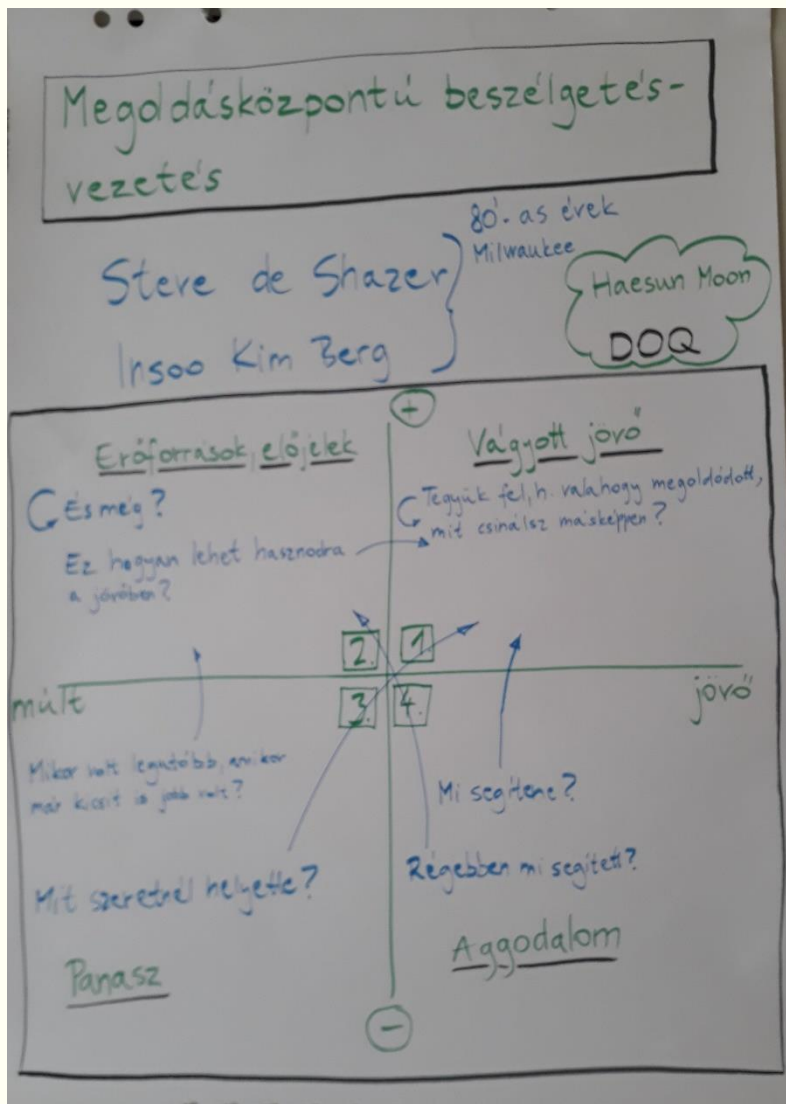 Megoldásközpontú beszélgetés-
vezetés
Steve de Shazer
Insoo Kim Berg
80'-as évek
Milwaukee
Haesun Moon
DOQ
+
Erőforrások, előjelek
És még?
Ez hogyan lehet hasznodra
a jövőben?
Vágyott jövő
Tegyük fel, h. valahogy megoldódott,
mit csinálsz másképpen?
2.
1.
3.
4.
múlt
jövő
Mikor volt legutóbb, amikor
már kicsit is jobb volt?
Mit szeretnél helyette?
Panasz
Mi segítene?
Régebben mi segített?
Aggodalom
-